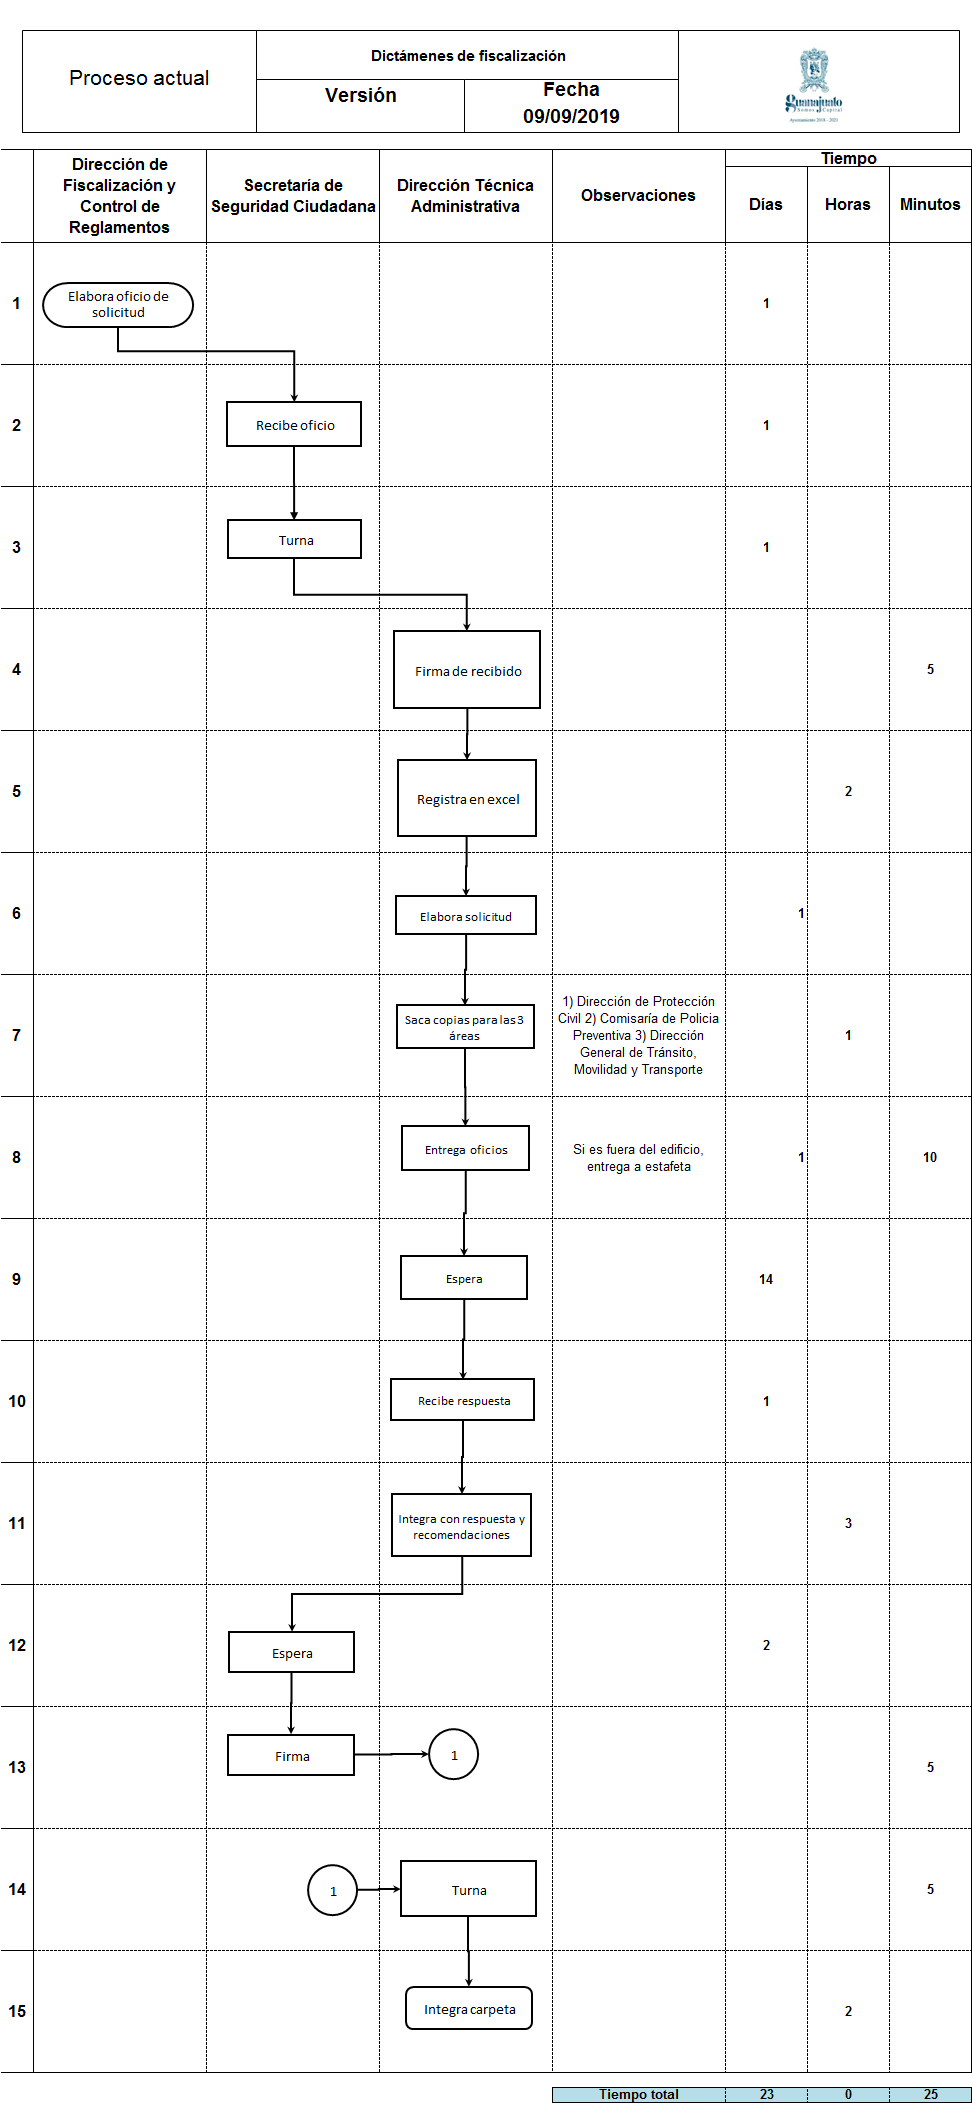 Proceso actual
Dictámenes de fiscalización
Versión
Fecha
09/09/2019
Guanajuato
Somos Capital
Ayuntamiento 2018 - 2021
Dirección de
Fiscalización y
Control de
Reglamentos
Secretaría de
Seguridad Ciudadana
Dirección Técnica
Administrativa
Observaciones
Tiempo
Días
Horas
Minutos
1
Elabora oficio de
solicitud
1
2
Recibe oficio
1
3
Turna
1
4
Firma de recibido
5
5
Registra en excel
2
6
Elabora solicitud
1
7
Saca copias para las 3
áreas
1) Dirección de Protección
Civil 2) Comisaría de Policia
Preventiva 3) Dirección
General de Tránsito,
Movilidad y Transporte
1
8
Entrega oficios
Si es fuera del edificio,
entrega a estafeta
1
10
9
Espera
14
10
Recibe respuesta
1
11
Integra con respuesta y
recomendaciones
3
12
Espera
2
13
Firma
1
5
14
1
Turna
5
15
Integra carpeta
2
Tiempo total
23
0
25